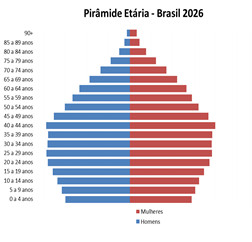 Pirâmide Etária - Brasil 2026
90+
85 a 89 anos
80 a 84 anos
75 a 79 anos
70 a 74 anos
65 a 69 anos
60 a 64 anos
55 a 59 anos
50 a 54 anos
45 a 49 anos
40 a 44 anos
35 a 39 anos
30 a 34 anos
25 a 29 anos
20 a 24 anos
15 a 19 anos
10 a 14 anos
5 a 9 anos
0 a 4 anos
Mulheres
Homens